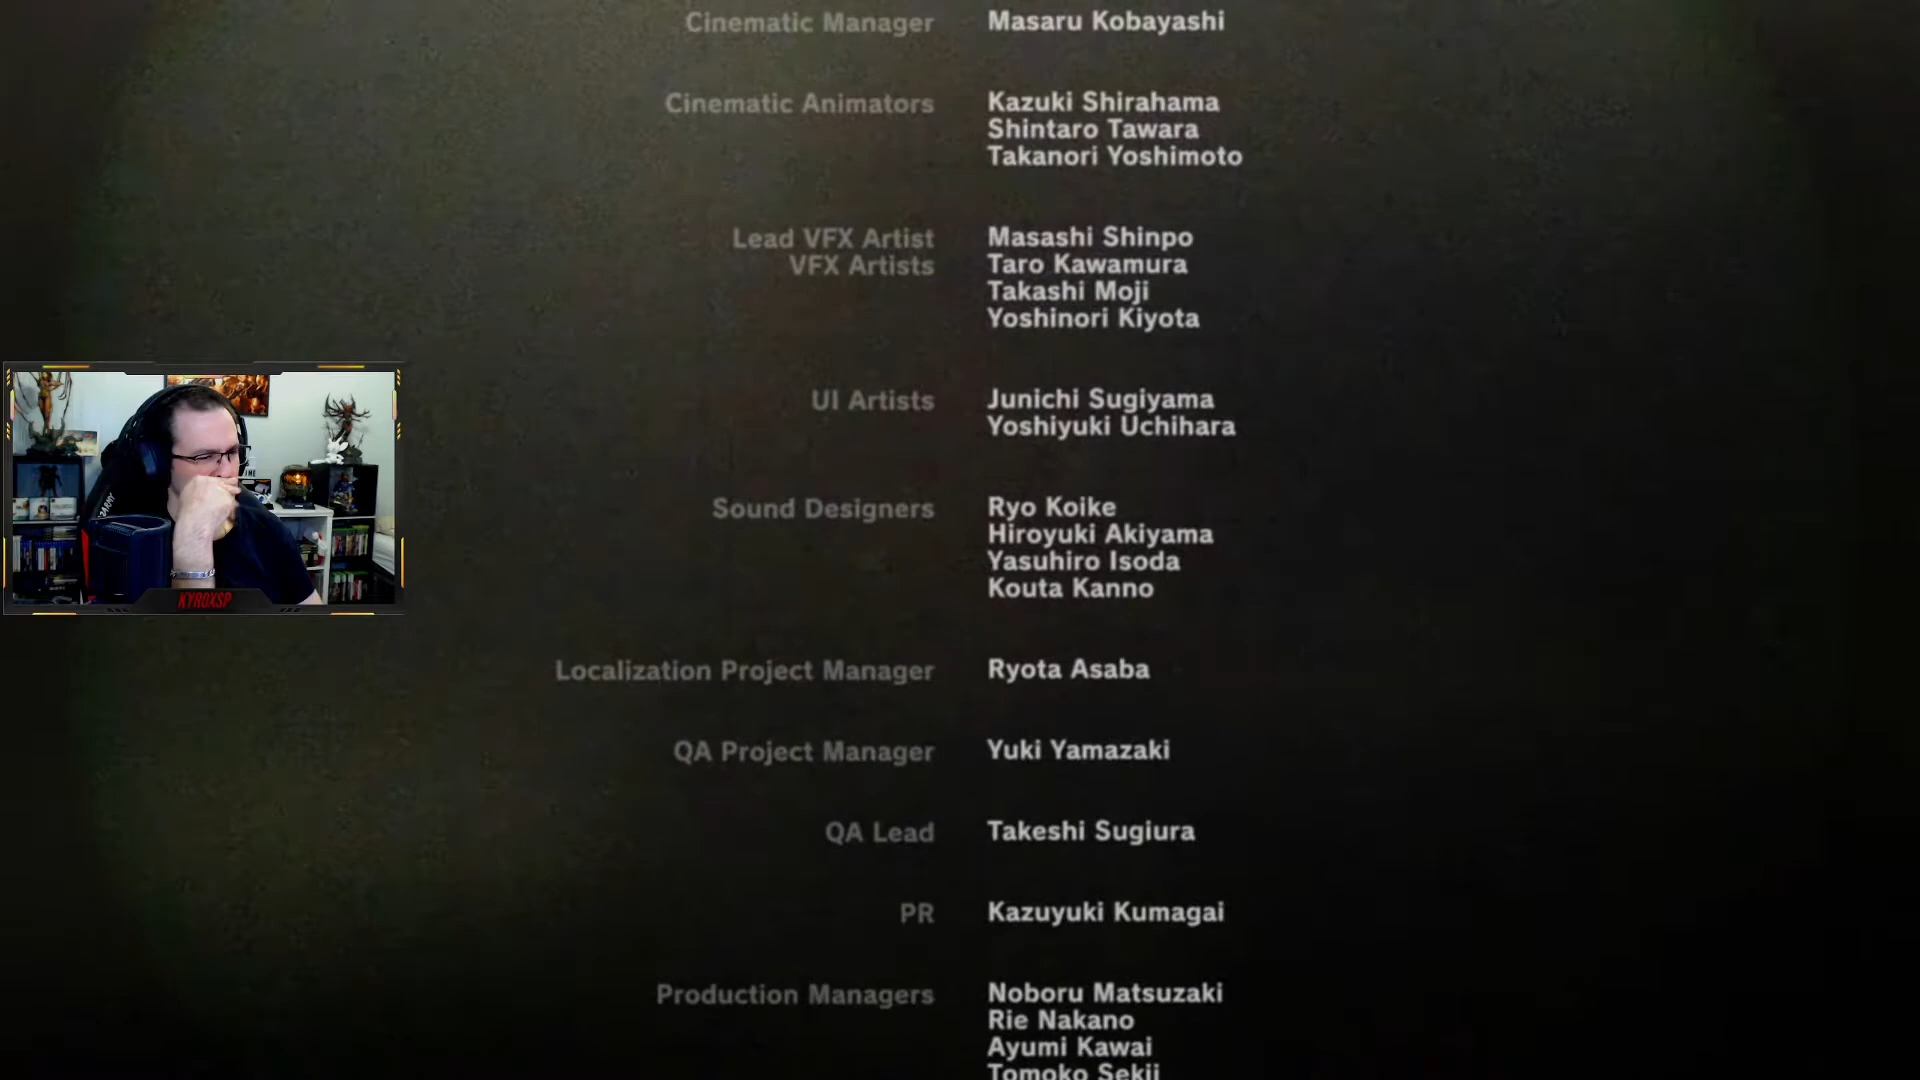 Cinematic Manager Masaru Kobayashi
Cinematic Animators Kazuki Shirahama
Shintaro Tawara
Takanori Yoshimoto
Lead VFX Artist Masashi Shinpo
VFX Artists Taro Kawamura
Takashi Moji
Yoshinori Kiyota
UI Artists Junichi Sugiyama
Yoshiyuki Uchihara
Sound Designers Ryo Koike
Hiroyuki Akiyama
Yasuhiro Isoda
Kouta Kanno
KYROXSP
Localization Project Manager Ryota Asaba
QA Project Manager Yuki Yamazaki
QA Lead Takeshi Sugiura
PR Kazuyuki Kumagai
Production Managers Noboru Matsuzaki
Rie Nakano
Ayumi Kawai
Tomoko Sekii